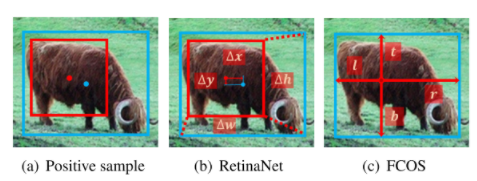 Δx
Δy
Δh
Δw
t
l
r
b
(a) Positive sample
(b) RetinaNet
(c) FCOS